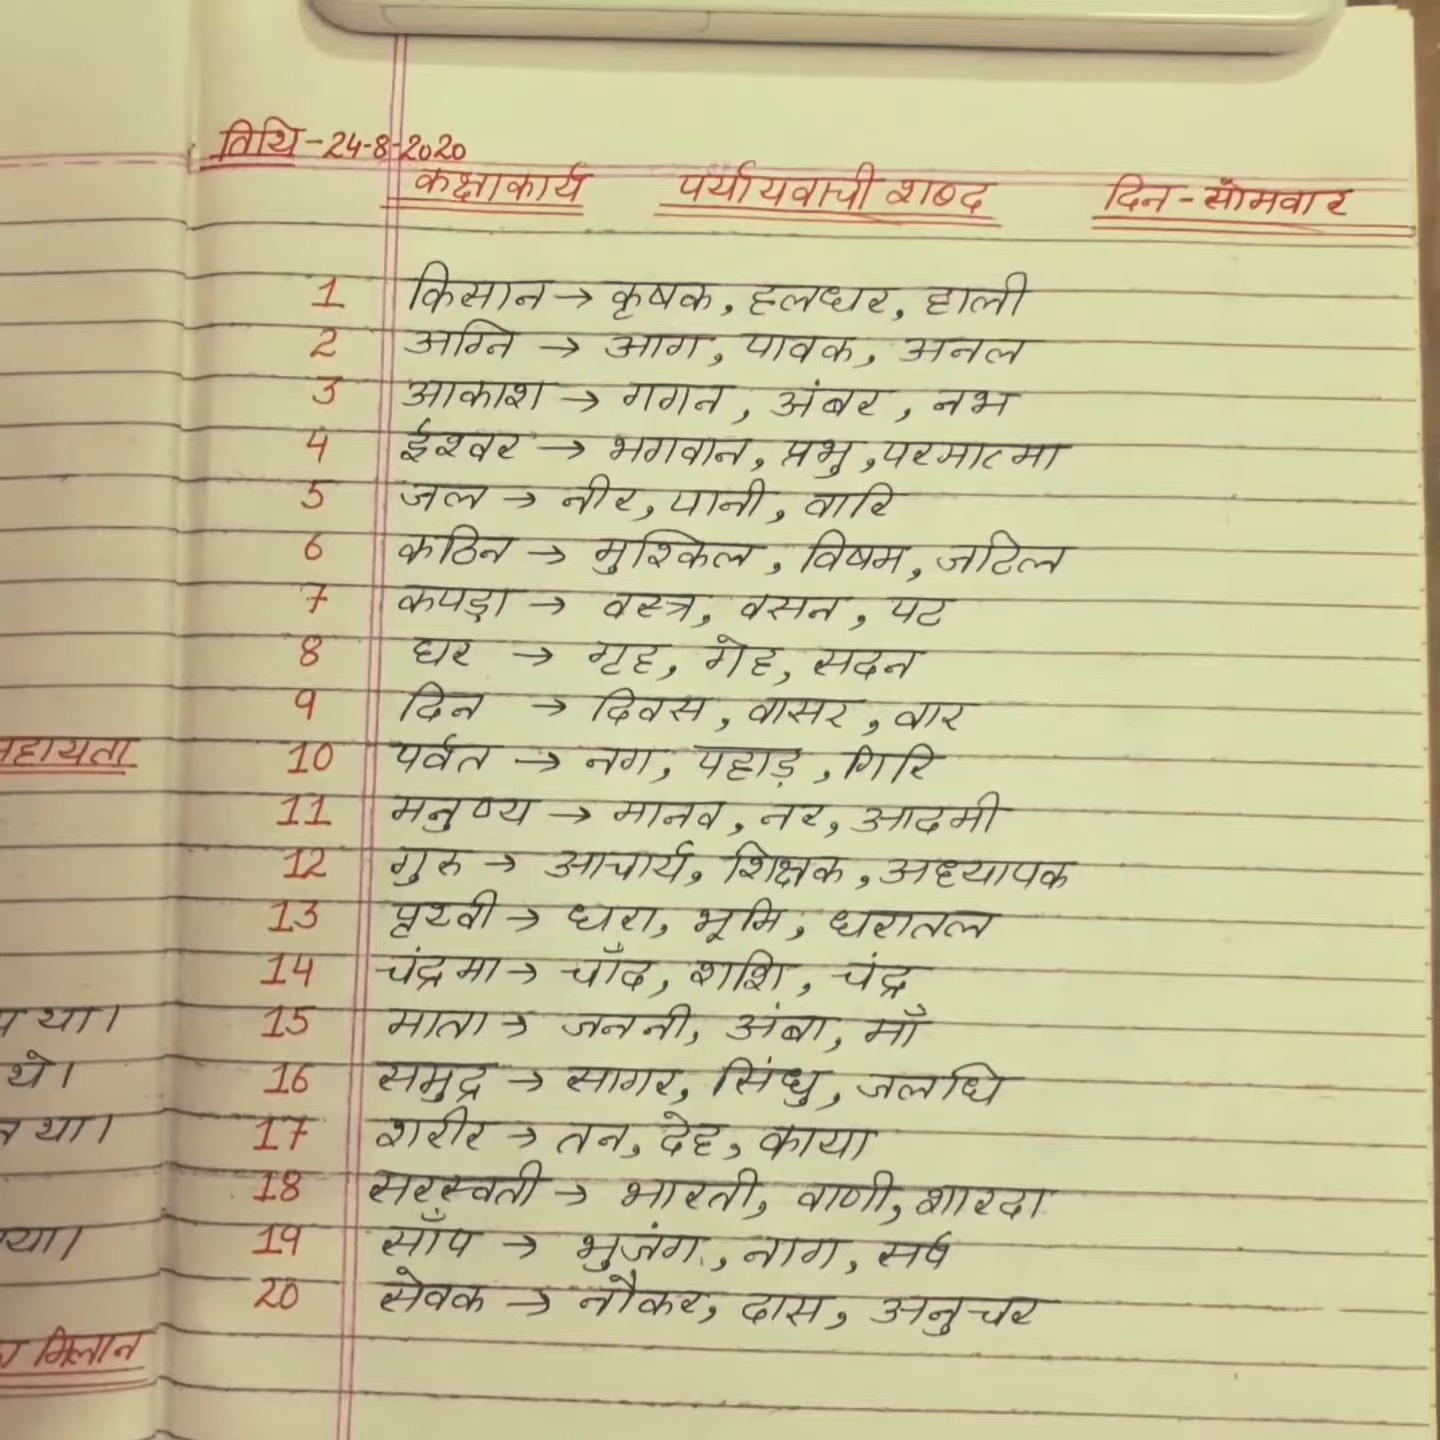 तिथि-24-8-2020
कक्षाकार्य पर्यायवाची शब्द दिन-सोमवार
1 किसान → कृषक, हलधर, हाली
2 अग्नि → आग, पावक, अनल
3 आकाश → गगन, अंबर, नभ
4 ईश्वर → भगवान, प्रभु, परमात्मा
5 जल → नीर, पानी, वारि
6 कठिन → मुश्किल, विषम, जटिल
7 कपड़ा → वस्त्र, वसन, पट
8 घर → गृह, गेह, सदन
9 दिन → दिवस, वासर, वार
10 पर्वत → नग, पहाड़, गिरि
11 मनुष्य → मानव, नर, आदमी
12 गुरु → आचार्य, शिक्षक, अध्यापक
13 पृथ्वी → धरा, भूमि, धरातल
14 चंद्रमा → चाँद, शशि, चंद्र
15 माता → जननी, अंबा, माँ
16 समुद्र → सागर, सिंधु, जलधि
17 शरीर → तन, देह, काया
18 सरस्वती → भारती, वाणी, शारदा
19 साँप → भुजंग, नाग, सर्प
20 सेवक → नौकर, दास, अनुचर
था।
थे।
था।
मिलान